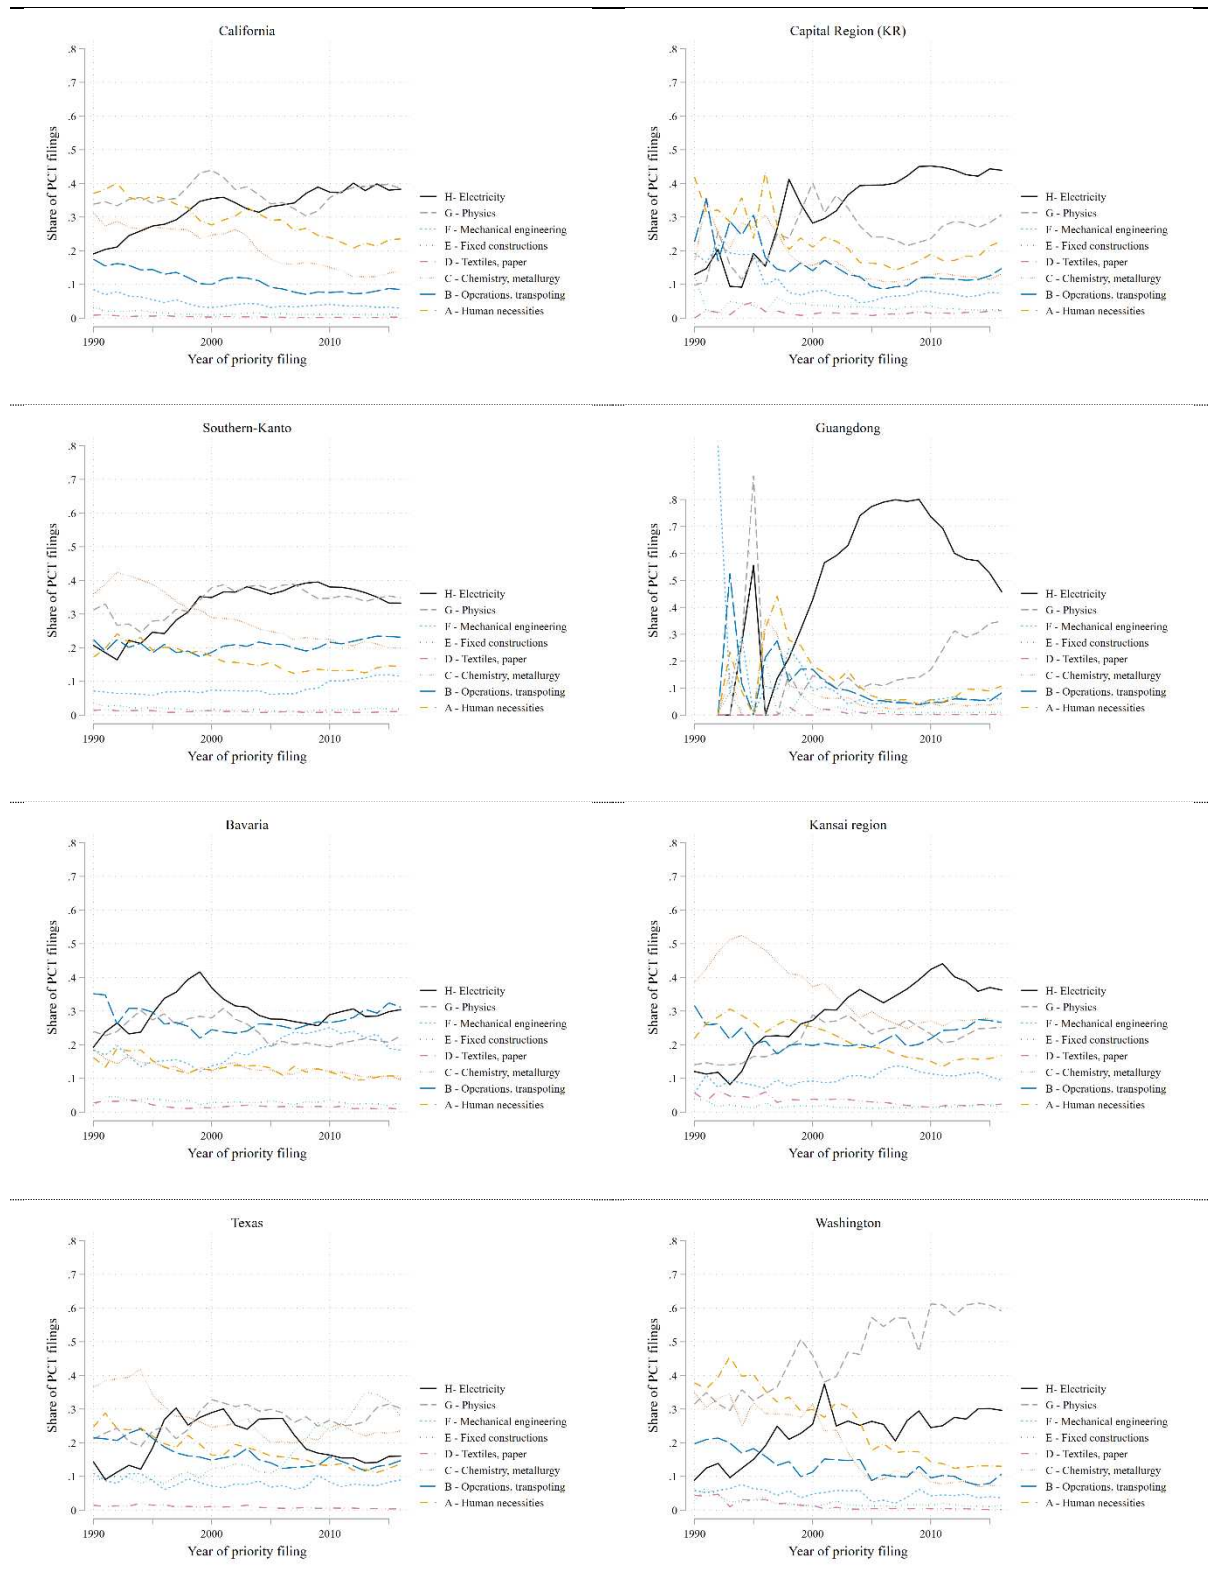 California
.8
.7
.6
.5
.4
.3
.2
.1
0
Share of PCT filings
1990
2000
2010
Year of priority filing
H- Electricity
G - Physics
F - Mechanical engineering
E - Fixed constructions
D - Textiles, paper
C - Chemistry, metallurgy
B - Operations. transpoting
A - Human necessities
Capital Region (KR)
.8
.7
.6
.5
.4
.3
.2
.1
0
Share of PCT filings
1990
2000
2010
Year of priority filing
H- Electricity
G - Physics
F - Mechanical engineering
E - Fixed constructions
D - Textiles, paper
C - Chemistry, metallurgy
B - Operations. transpoting
A - Human necessities
Southern-Kanto
.8
.7
.6
.5
.4
.3
.2
.1
0
Share of PCT filings
1990
2000
2010
Year of priority filing
H- Electricity
G - Physics
F - Mechanical engineering
E - Fixed constructions
D - Textiles, paper
C - Chemistry, metallurgy
B - Operations. transpoting
A - Human necessities
Guangdong
.8
.7
.6
.5
.4
.3
.2
.1
0
Share of PCT filings
1990
2000
2010
Year of priority filing
H- Electricity
G - Physics
F - Mechanical engineering
E - Fixed constructions
D - Textiles, paper
C - Chemistry, metallurgy
B - Operations. transpoting
A - Human necessities
Bavaria
.8
.7
.6
.5
.4
.3
.2
.1
0
Share of PCT filings
1990
2000
2010
Year of priority filing
H- Electricity
G - Physics
F - Mechanical engineering
E - Fixed constructions
D - Textiles, paper
C - Chemistry, metallurgy
B - Operations. transpoting
A - Human necessities
Kansai region
.8
.7
.6
.5
.4
.3
.2
.1
0
Share of PCT filings
1990
2000
2010
Year of priority filing
H- Electricity
G - Physics
F - Mechanical engineering
E - Fixed constructions
D - Textiles, paper
C - Chemistry, metallurgy
B - Operations. transpoting
A - Human necessities
Texas
.8
.7
.6
.5
.4
.3
.2
.1
0
Share of PCT filings
1990
2000
2010
Year of priority filing
H- Electricity
G - Physics
F - Mechanical engineering
E - Fixed constructions
D - Textiles, paper
C - Chemistry, metallurgy
B - Operations. transpoting
A - Human necessities
Washington
.8
.7
.6
.5
.4
.3
.2
.1
0
Share of PCT filings
1990
2000
2010
Year of priority filing
H- Electricity
G - Physics
F - Mechanical engineering
E - Fixed constructions
D - Textiles, paper
C - Chemistry, metallurgy
B - Operations. transpoting
A - Human necessities